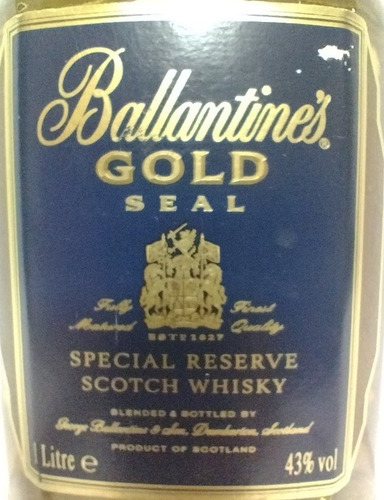 Ballantine's®
GOLD
SEAL
Fully Finest
Matured Quality
ESTD 1827
SPECIAL RESERVE
SCOTCH WHISKY
BLENDED & BOTTLED BY
George Ballantine & Son, Dumbarton, Scotland
PRODUCT OF SCOTLAND
1 Litre e 43% vol